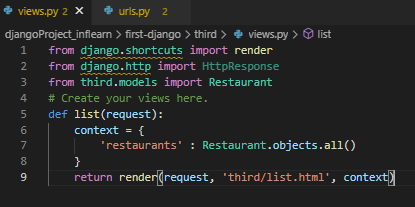 views.py 2 × urls.py 2
djangoProject_inflearn > first-django > third > views.py > list
1 from django.shortcuts import render
2 from django.http import HttpResponse
3 from third.models import Restaurant
4 # Create your views here.
5 def list(request):
6     context = {
7         'restaurants' : Restaurant.objects.all()
8     }
9     return render(request, 'third/list.html', context)